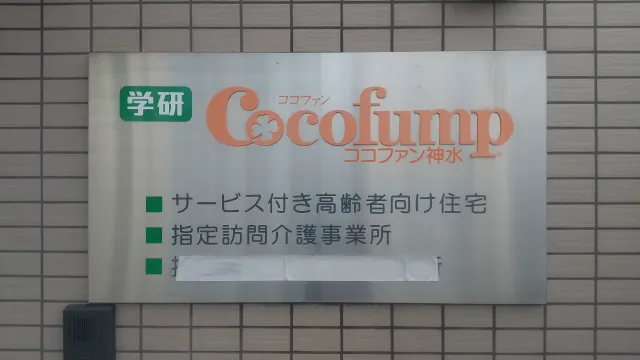 学研
ココファン
Cocofump
ココファン神水
■ サービス付き高齢者向け住宅
■ 指定訪問介護事業所
■